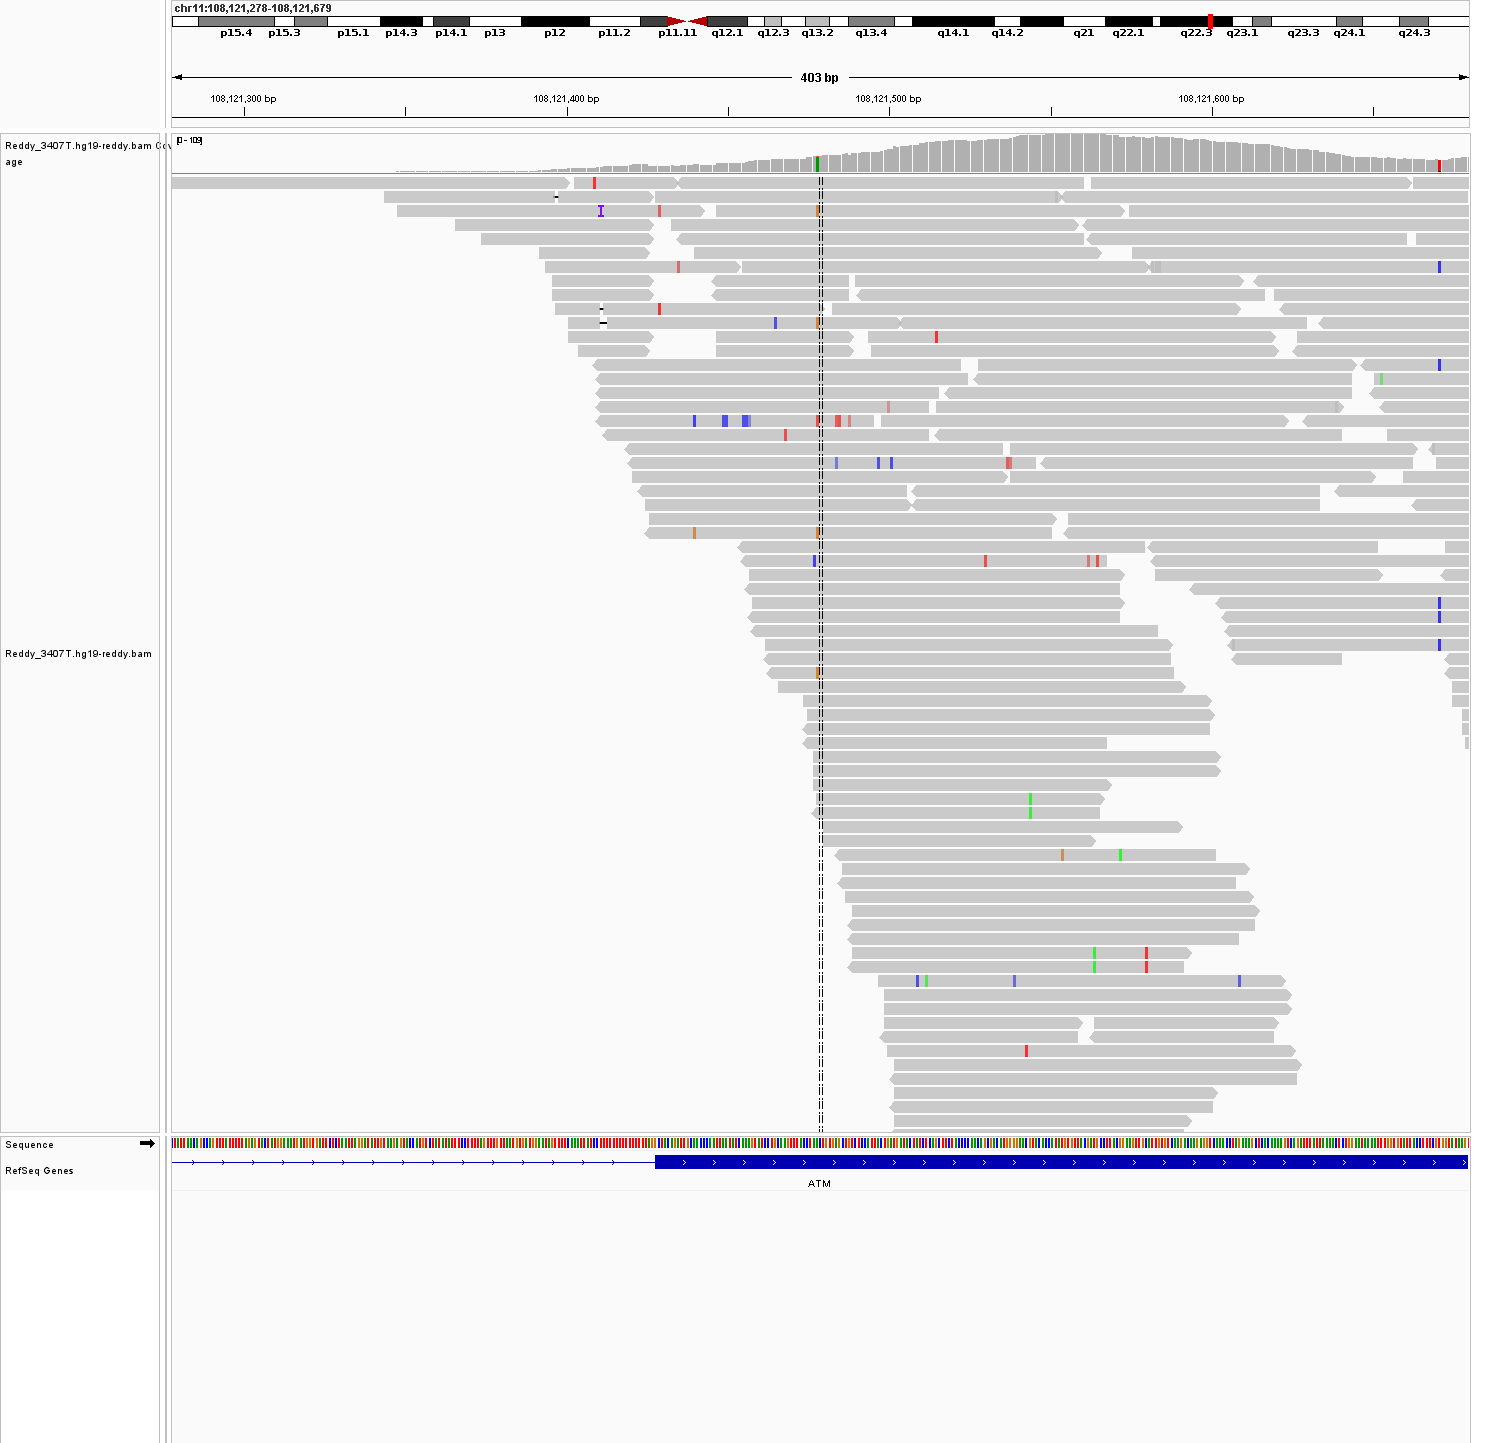 chr11:108,121,278-108,121,679
p15.4 p15.3 p15.1 p14.3 p14.1 p13 p12 p11.2 p11.11 q12.1 q12.3 q13.2 q13.4 q14.1 q14.2 q21 q22.1 q22.3 q23.1 q23.3 q24.1 q24.3
403 bp
108,121,300 bp 108,121,400 bp 108,121,500 bp 108,121,600 bp
[0 - 109]
Reddy_3407T.hg19-reddy.bam Cov
age
Reddy_3407T.hg19-reddy.bam
Sequence
RefSeq Genes
ATM